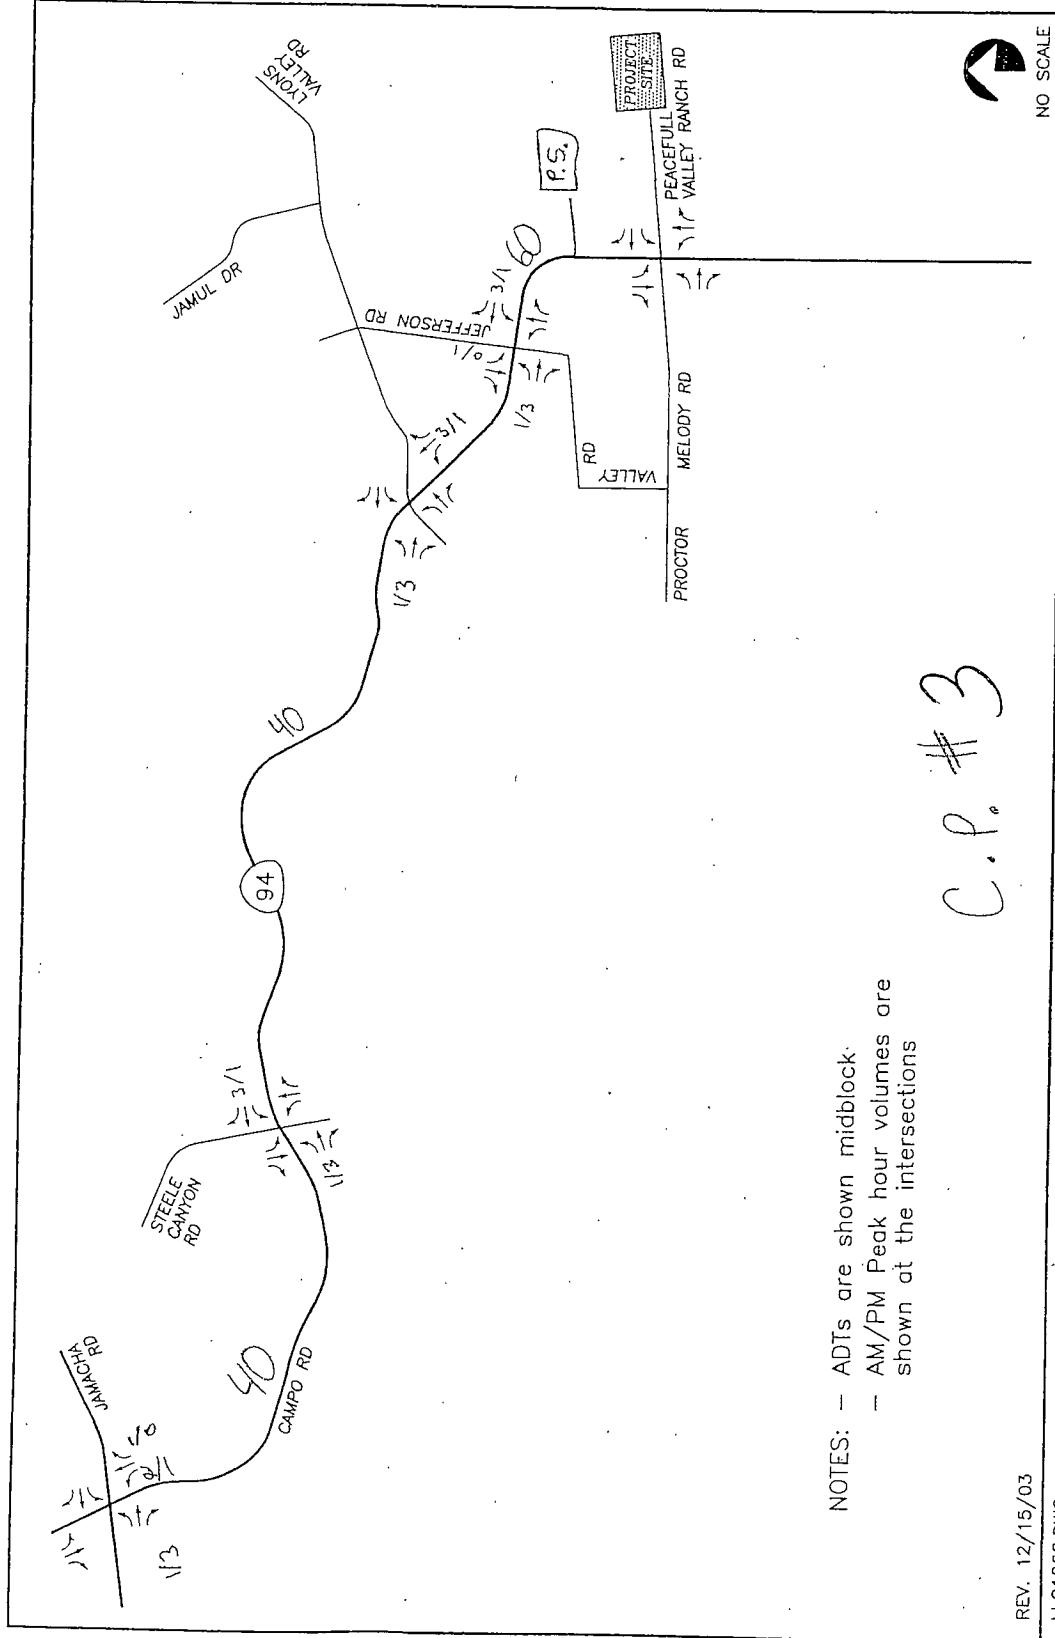 LYONS
VALLEY
RD
JAMUL DR
PROJECT
SITE
P.S.
PEACEFULL
VALLEY RANCH RD
60
3/1
JEFFERSON RD
0/1
1/3
3/1
MELODY RD
VALLEY
RD
PROCTOR
1/3
40
94
3/1
STEELE
CANYON
RD
1/3
JAMACHA
RD
40
CAMPO RD
1/0
2/1
1/3
NOTES: - ADTs are shown midblock.
- AM/PM Peak hour volumes are
shown at the intersections
C.P. #3
NO SCALE
REV. 12/15/03